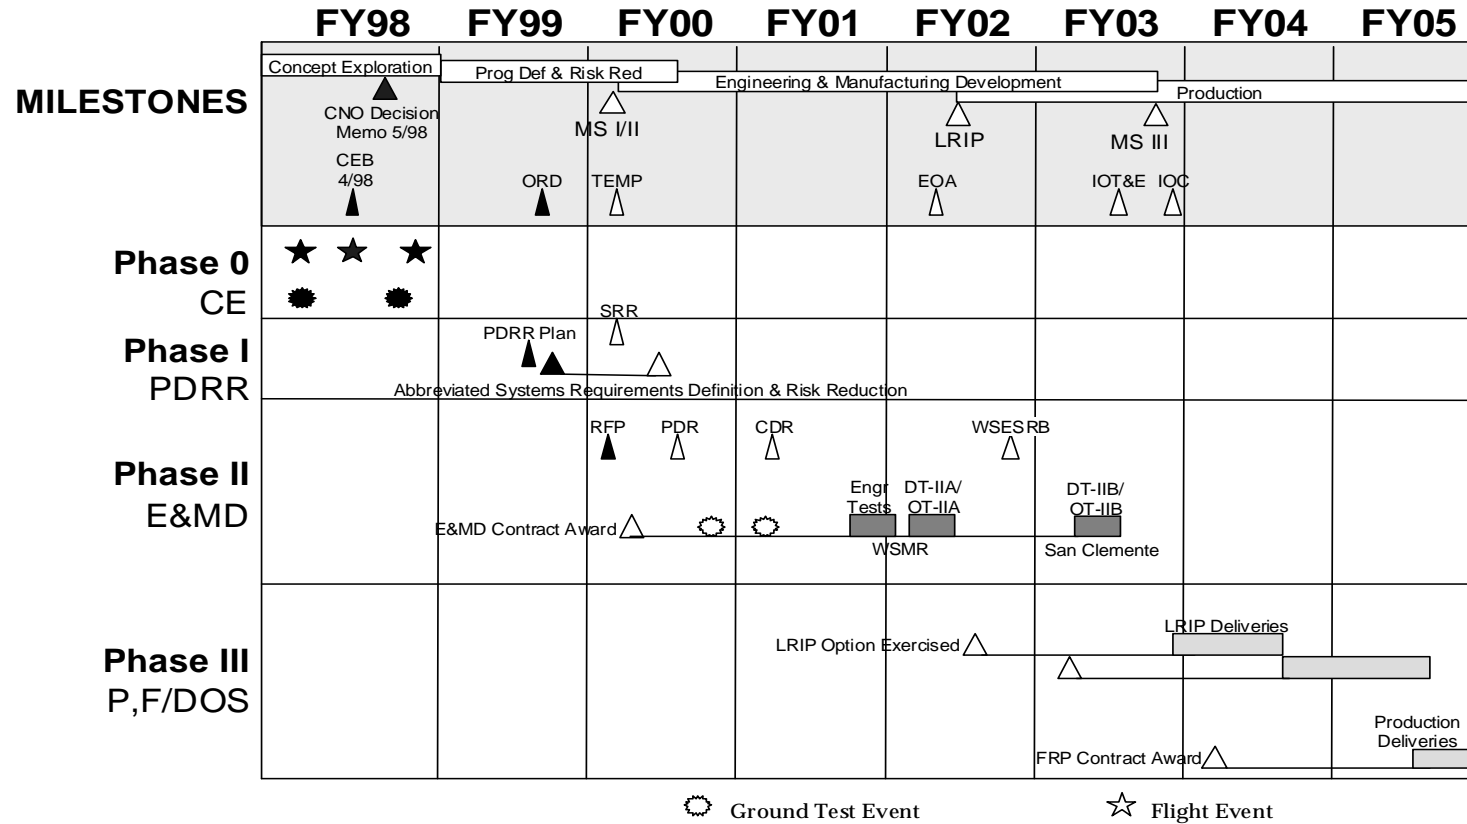 FY98 FY99 FY00 FY01 FY02 FY03 FY04 FY05
MILESTONES
Concept Exploration
Prog Def & Risk Red
Engineering & Manufacturing Development
Production
CNO Decision
Memo 5/98
MS I/II
LRIP
MS III
CEB
4/98
ORD
TEMP
EOA
IOT&E
IOC
Phase 0
CE
Phase I
PDRR
SRR
PDRR Plan
Abbreviated Systems Requirements Definition & Risk Reduction
Phase II
E&MD
RFP
PDR
CDR
WSESRB
Engr
Tests
DT-IIA/
OT-IIA
DT-IIB/
OT-IIB
E&MD Contract Award
WSMR
San Clemente
Phase III
P,F/DOS
LRIP Deliveries
LRIP Option Exercised
Production
Deliveries
FRP Contract Award
Ground Test Event
Flight Event